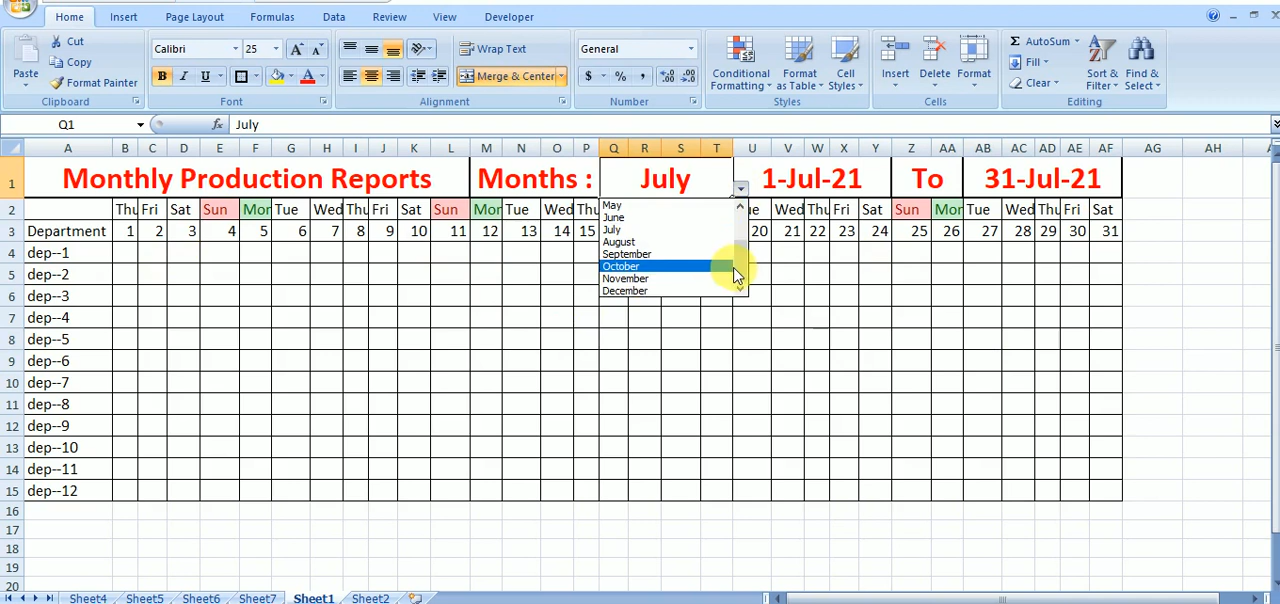 Home Insert Page Layout Formulas Data Review View Developer
Cut Calibri 25 Wrap Text General AutoSum
Copy Fill
Paste Format Painter B I U Merge & Center $ % , Conditional Formatting Format as Table Cell Styles Insert Delete Format Clear Sort & Filter Find & Select
Clipboard Font Alignment Number Styles Cells Editing
Q1 fx July
A B C D E F G H I J K L M N O P Q R S T U V W X Y Z AA AB AC AD AE AF AG AH
1 Monthly Production Reports Months : July 1-Jul-21 To 31-Jul-21
2 Thu Fri Sat Sun Mor Tue Wed Thu Fri Sat Sun Mor Tue Wed Thu ue Wed Thu Fri Sat Sun Mor Tue Wed Thu Fri Sat
3 Department 1 2 3 4 5 6 7 8 9 10 11 12 13 14 15 20 21 22 23 24 25 26 27 28 29 30 31
May
June
July
August
September
October
November
December
4 dep--1
5 dep--2
6 dep--3
7 dep--4
8 dep--5
9 dep--6
10 dep--7
11 dep--8
12 dep--9
13 dep--10
14 dep--11
15 dep--12
16
17
18
19
20
Sheet4 Sheet5 Sheet6 Sheet7 Sheet1 Sheet2